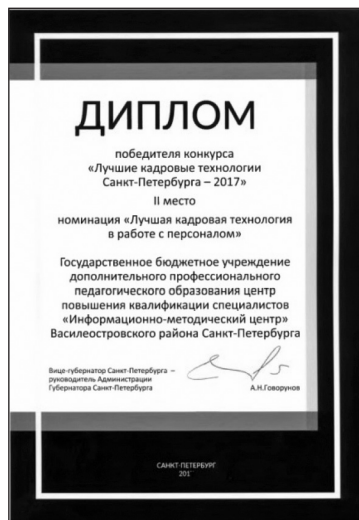 ДИПЛОМ
победителя конкурса
«Лучшие кадровые технологии
Санкт-Петербурга – 2017»
II место
номинация «Лучшая кадровая технология
в работе с персоналом»
Государственное бюджетное учреждение
дополнительного профессионального
педагогического образования центр
повышения квалификации специалистов
«Информационно-методический центр»
Василеостровского района Санкт-Петербурга
Вице-губернатор Санкт-Петербурга –
руководитель Администрации
Губернатора Санкт-Петербурга
А.Н.Говорунов
САНКТ-ПЕТЕРБУРГ